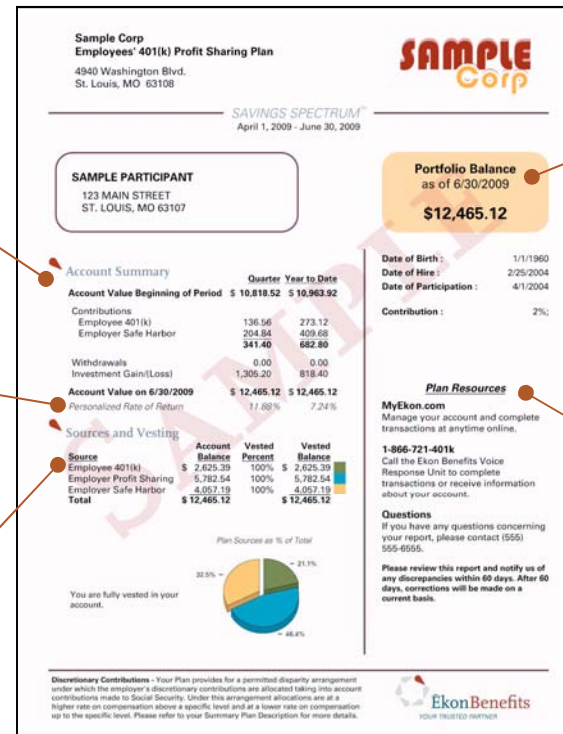 Sample Corp
Employees' 401(k) Profit Sharing Plan
4940 Washington Blvd.
St. Louis, MO 63108
SAMPLE
Corp
SAVINGS SPECTRUM™
April 1, 2009 - June 30, 2009
SAMPLE PARTICIPANT
123 MAIN STREET
ST. LOUIS, MO 63107
Portfolio Balance
as of 6/30/2009
$12,465.12
Account Summary
Quarter Year to Date
Account Value Beginning of Period $ 10,818.52 $ 10,963.92
Contributions
Employee 401(k) 136.56 273.12
Employer Safe Harbor 204.84 409.68
341.40 682.80
Withdrawals 0.00 0.00
Investment Gain/(Loss) 1,305.20 818.40
Account Value on 6/30/2009 $ 12,465.12 $ 12,465.12
Personalized Rate of Return 11.88% 7.24%
Sources and Vesting
Account Vested Vested
Source Balance Percent Balance
Employee 401(k) $ 2,625.39 100% $ 2,625.39
Employer Profit Sharing 5,782.54 100% 5,782.54
Employer Safe Harbor 4,057.19 100% 4,057.19
Total $ 12,465.12 $ 12,465.12
Plan Sources as % of Total
32.5%
21.1%
46.4%
You are fully vested in your
account.
Date of Birth : 1/1/1960
Date of Hire : 2/25/2004
Date of Participation : 4/1/2004
Contribution : 2%;
Plan Resources
MyEkon.com
Manage your account and complete
transactions at anytime online.
1-866-721-401k
Call the Ekon Benefits Voice
Response Unit to complete
transactions or receive information
about your account.
Questions
If you have any questions concerning
your report, please contact (555)
555-6555.
Please review this report and notify us of
any discrepancies within 60 days. After 60
days, corrections will be made on a
current basis.
SAMPLE
Discretionary Contributions - Your Plan provides for a permitted disparity arrangement
under which the employer's discretionary contributions are allocated taking into account
contributions made to Social Security. Under this arrangement allocations are at a
higher rate on compensation above a specific level and at a lower rate on compensation
up to the specific level. Please refer to your Summary Plan Description for more details.
EkonBenefits
YOUR TRUSTED PARTNER